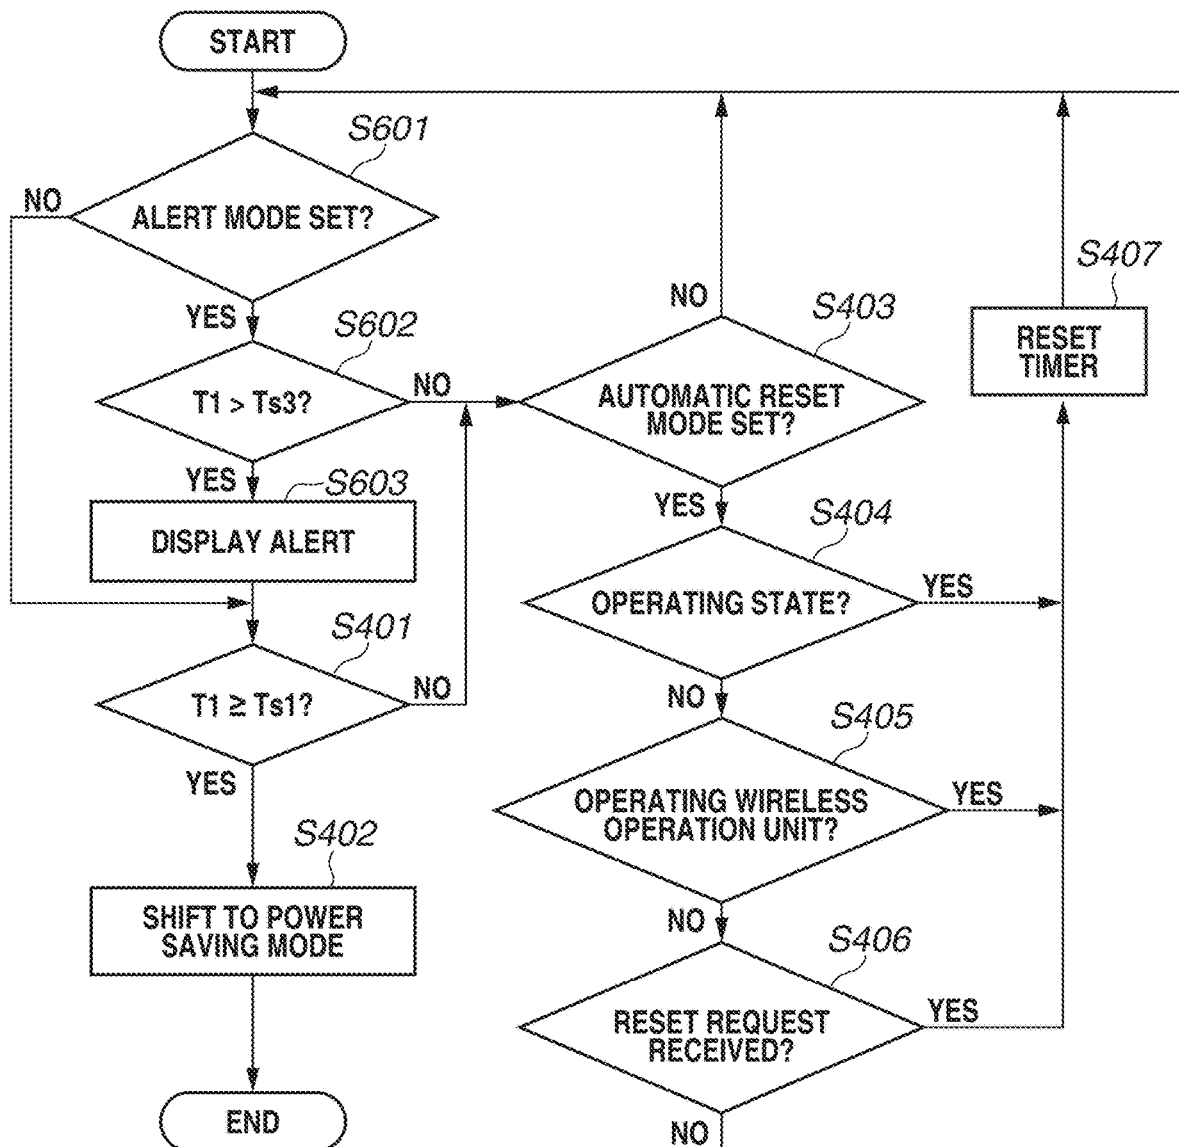 START
S601
NO
ALERT MODE SET?
YES
S602
T1 > Ts3?
NO
YES
S603
DISPLAY ALERT
S401
T1 ≥ Ts1?
NO
YES
S402
SHIFT TO POWER
SAVING MODE
END
NO
S403
AUTOMATIC RESET
MODE SET?
YES
S404
OPERATING STATE?
YES
NO
S405
OPERATING WIRELESS
OPERATION UNIT?
YES
NO
S406
RESET REQUEST
RECEIVED?
YES
NO
S407
RESET
TIMER